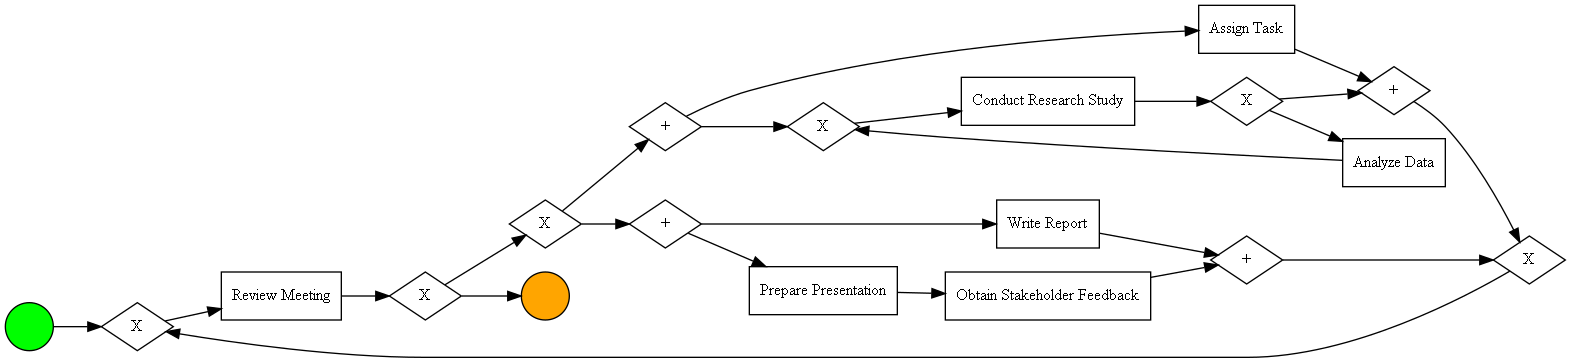 Assign Task
Conduct Research Study
X
+
+
X
Analyze Data
X
+
Write Report
Prepare Presentation
Obtain Stakeholder Feedback
+
X
X
Review Meeting
X